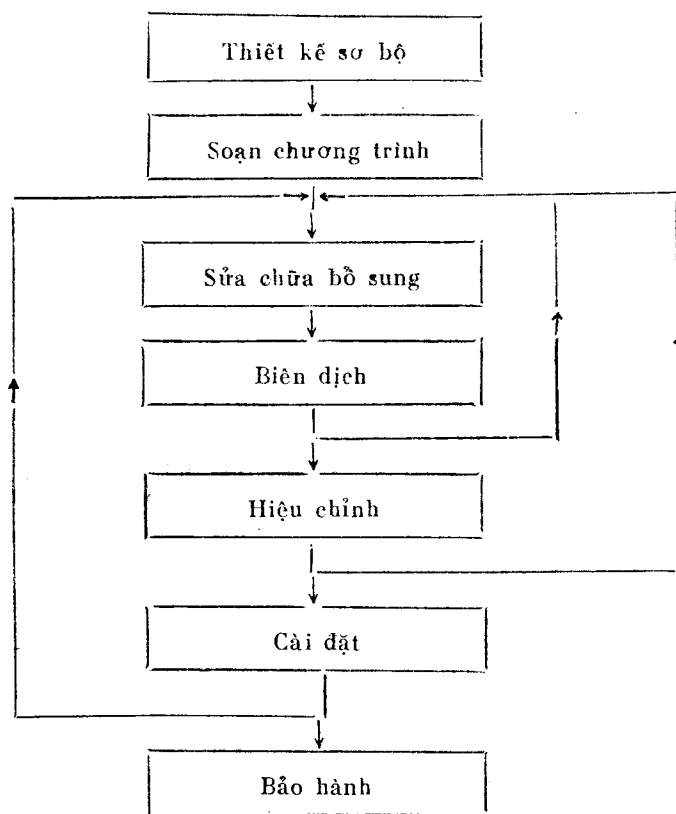 Thiết kế sơ bộ
Soạn chương trình
Sửa chữa bổ sung
Biên dịch
Hiệu chỉnh
Cài đặt
Bảo hành